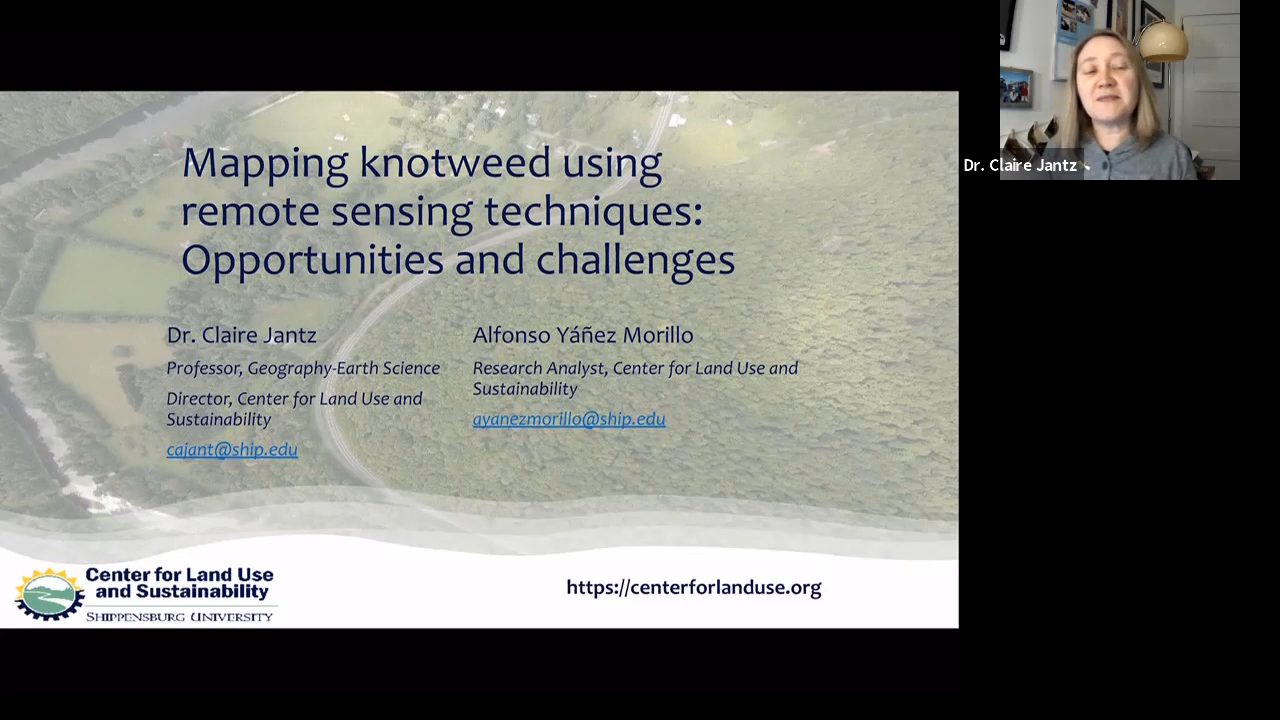 Mapping knotweed using
remote sensing techniques:
Opportunities and challenges
Dr. Claire Jantz
Professor, Geography-Earth Science
Director, Center for Land Use and
Sustainability
cajant@ship.edu
Alfonso Yáñez Morillo
Research Analyst, Center for Land Use and
Sustainability
ayanezmorillo@ship.edu
Center for Land Use
and Sustainability
SHIPPENSBURG UNIVERSITY
https://centerforlanduse.org
Dr. Claire Jantz